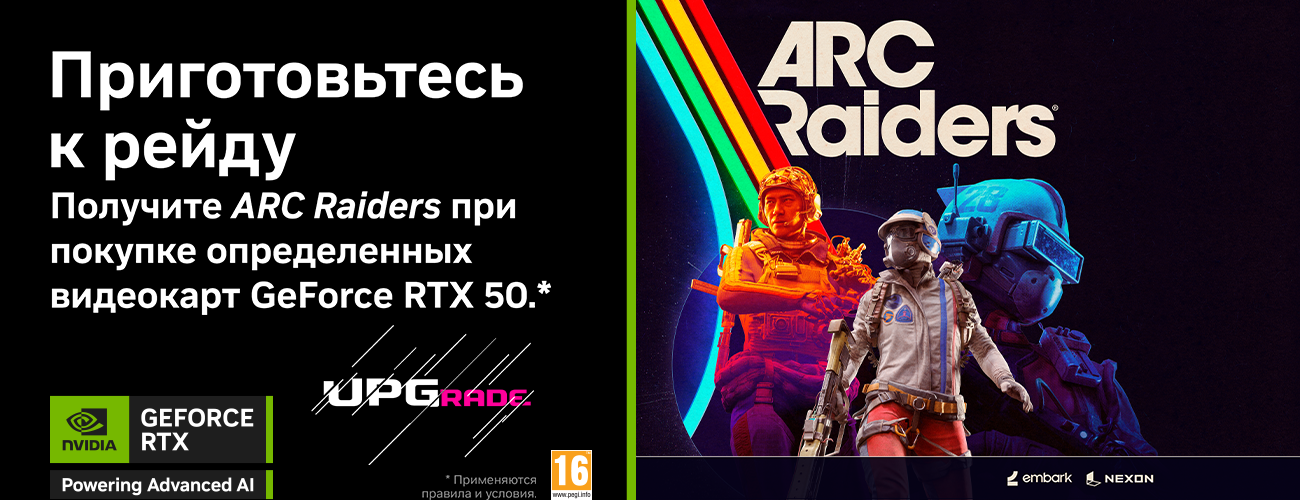 Приготовьтесь
к рейду
Получите ARC Raiders при
покупке определенных
видеокарт GeForce RTX 50.*
UPGRADE
NVIDIA
GEFORCE
RTX
Powering Advanced AI
* Применяются
правила и условия.
16
www.pegi.info
ARC
Raiders®
28
embark
NEXON